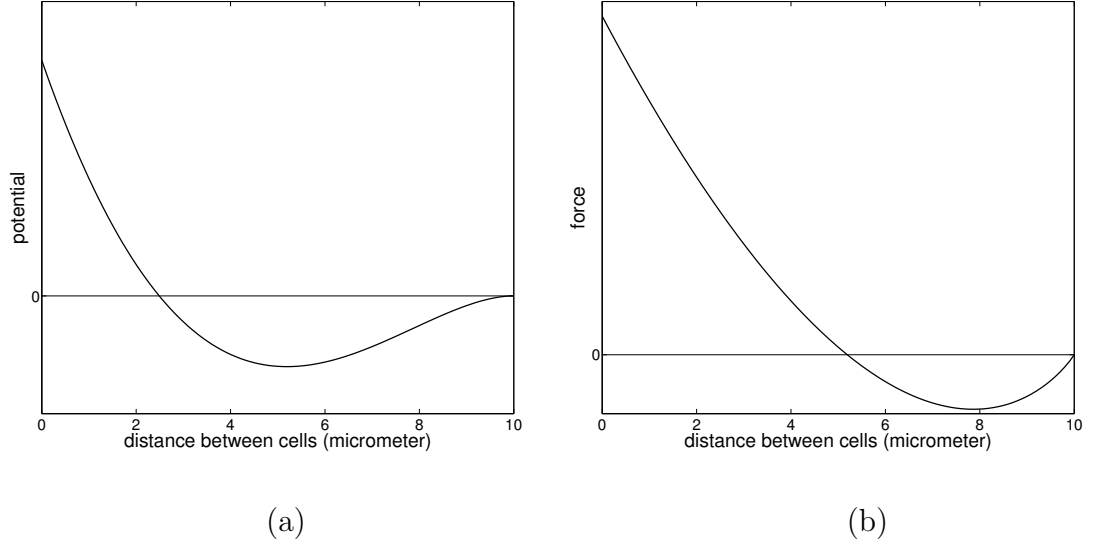 potential
0
0 2 4 6 8 10
distance between cells (micrometer)
(a)
force
0
0 2 4 6 8 10
distance between cells (micrometer)
(b)